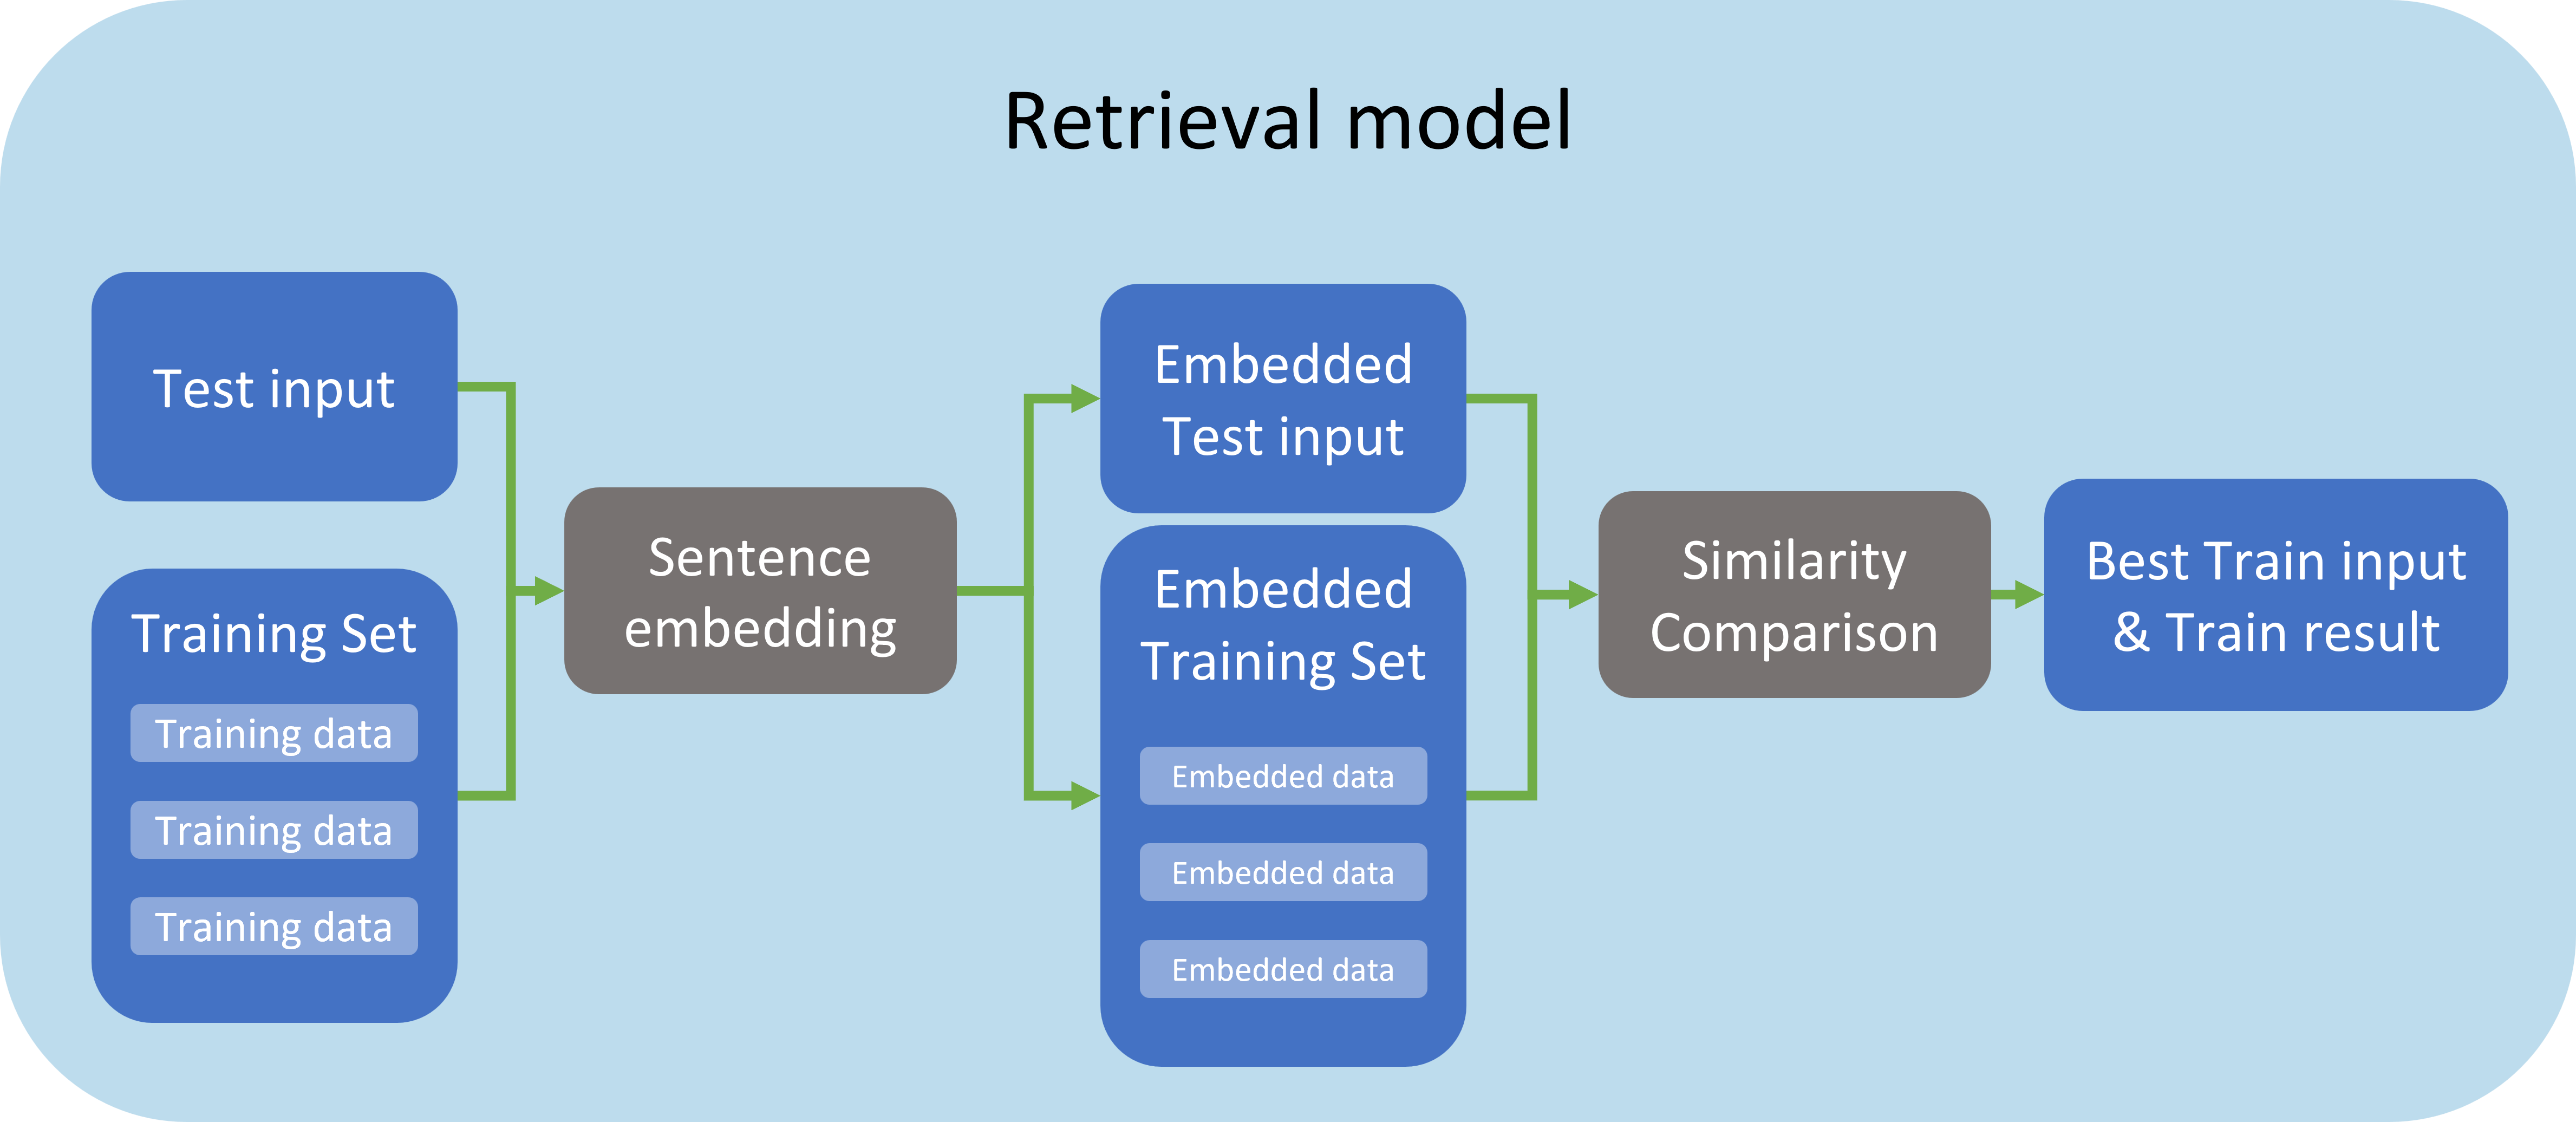 Retrieval model
Test input
Training Set
Training data
Training data
Training data
Sentence
embedding
Embedded
Test input
Embedded
Training Set
Embedded data
Embedded data
Embedded data
Similarity
Comparison
Best Train input
& Train result